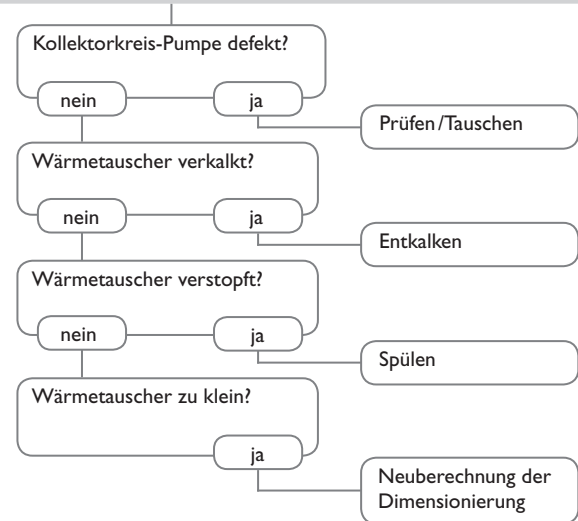 Kollektorkreis-Pumpe defekt?
nein
ja
Prüfen/Tauschen
Wärmetauscher verkalkt?
nein
ja
Entkalken
Wärmetauscher verstopft?
nein
ja
Spülen
Wärmetauscher zu klein?
ja
Neuberechnung der
Dimensionierung